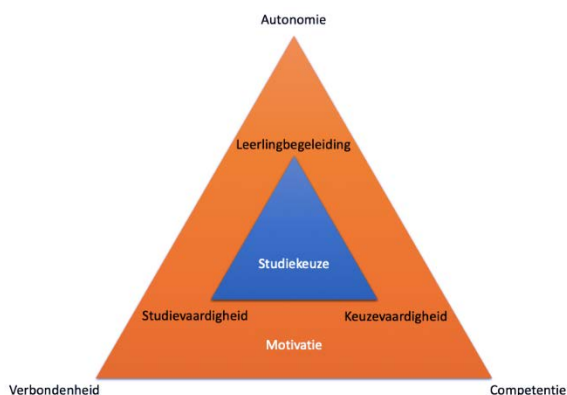 Autonomie
Leerlingbegeleiding
Studiekeuze
Studievaardigheid
Keuzevaardigheid
Motivatie
Verbondenheid
Competentie